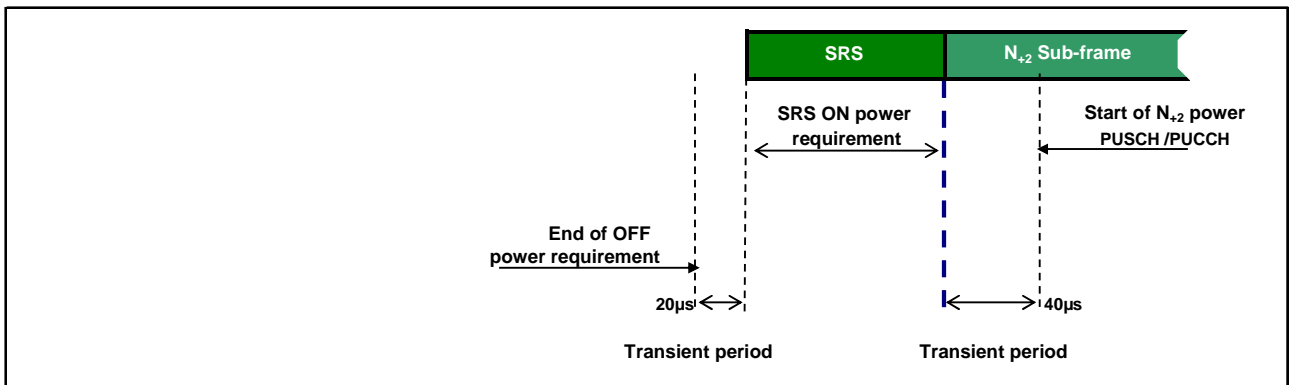 SRS
N+2 Sub-frame
SRS ON power
requirement
Start of N+2 power
PUSCH /PUCCH
End of OFF
power requirement
20µs
40µs
Transient period
Transient period